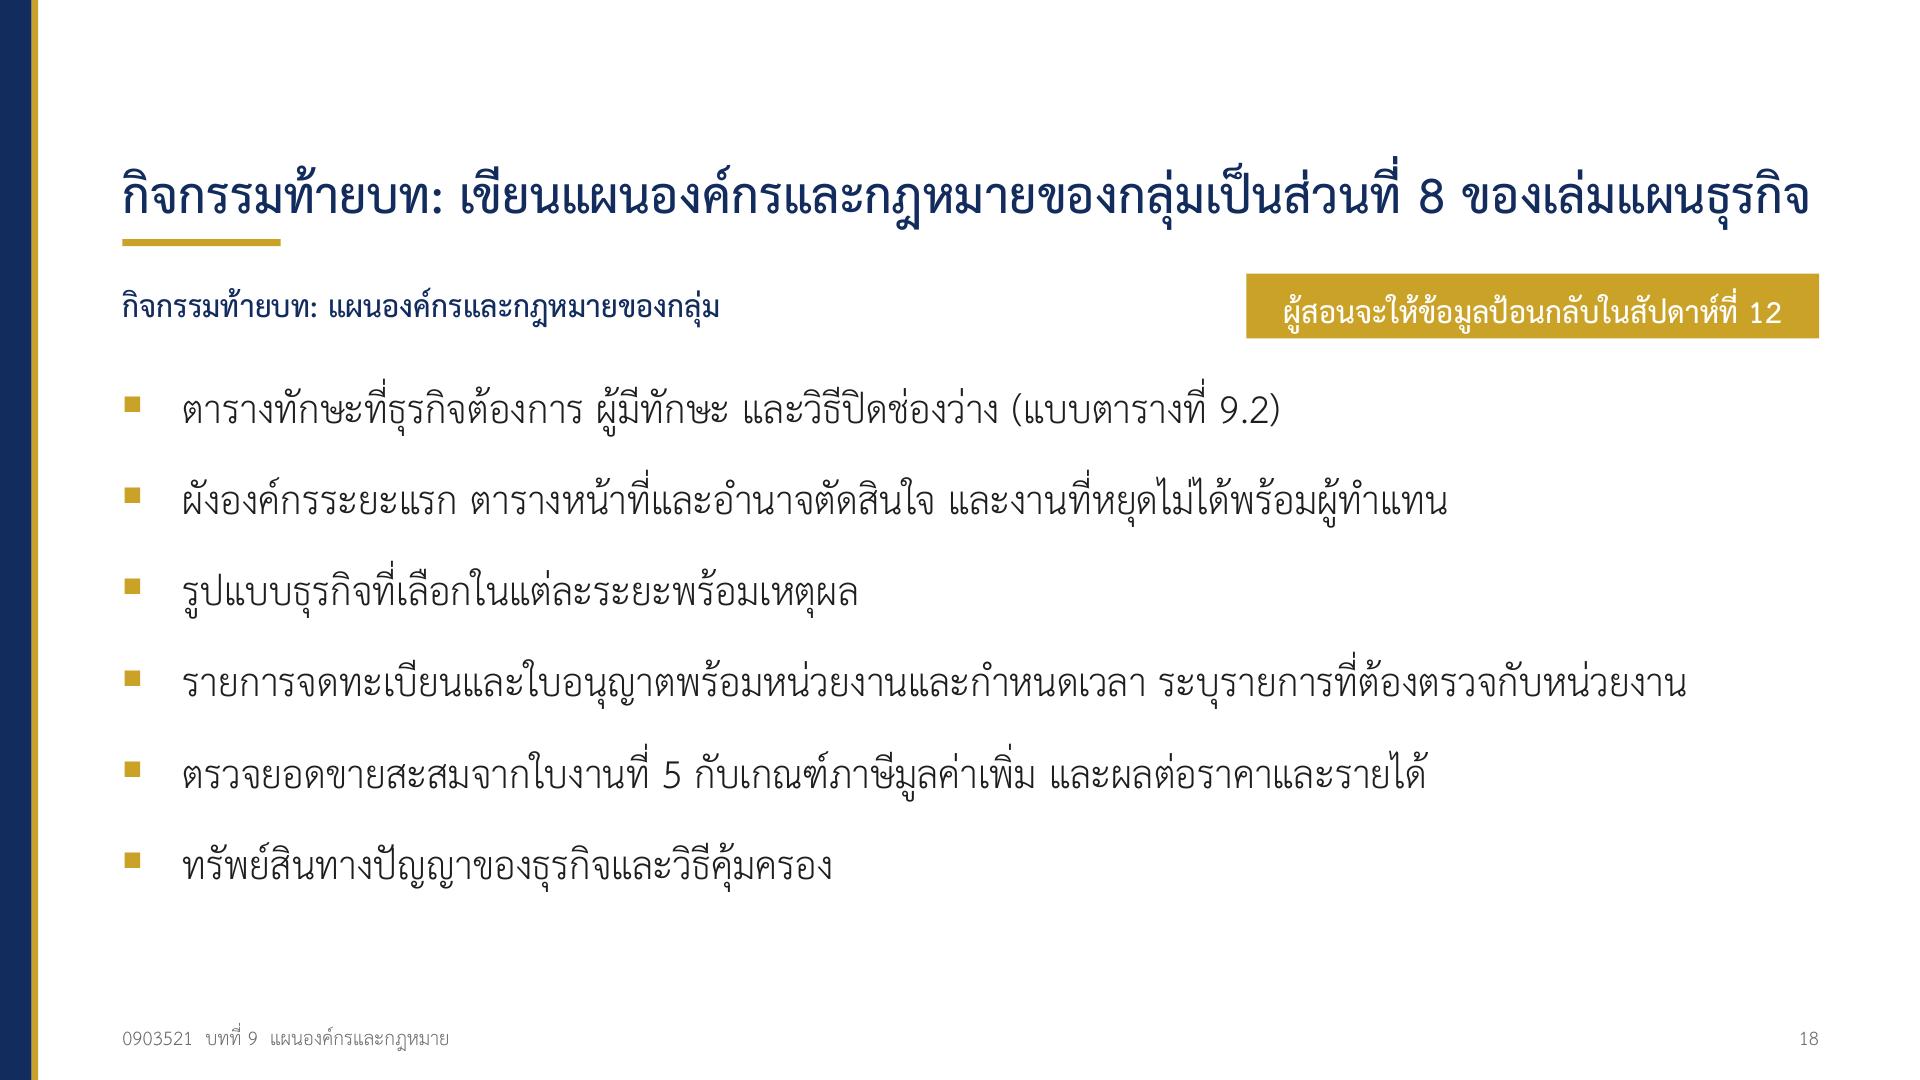 กิจกรรมท้ายบท: เขียนแผนองค์กรและกฎหมายของกลุ่มเป็นส่วนที่ 8 ของเล่มแผนธุรกิจ
กิจกรรมท้ายบท: แผนองค์กรและกฎหมายของกลุ่ม
ผู้สอนจะให้ข้อมูลป้อนกลับในสัปดาห์ที่ 12
ตารางทักษะที่ธุรกิจต้องการ ผู้มีทักษะ และวิธีปิดช่องว่าง (แบบตารางที่ 9.2)
ผังองค์กรระยะแรก ตารางหน้าที่และอำนาจตัดสินใจ และงานที่หยุดไม่ได้พร้อมผู้ทำแทน
รูปแบบธุรกิจที่เลือกในแต่ละระยะพร้อมเหตุผล
รายการจดทะเบียนและใบอนุญาตพร้อมหน่วยงานและกำหนดเวลา ระบุรายการที่ต้องตรวจกับหน่วยงาน
ตรวจยอดขายสะสมจากใบงานที่ 5 กับเกณฑ์ภาษีมูลค่าเพิ่ม และผลต่อราคาและรายได้
ทรัพย์สินทางปัญญาของธุรกิจและวิธีคุ้มครอง
0903521 บทที่ 9 แผนองค์กรและกฎหมาย
18